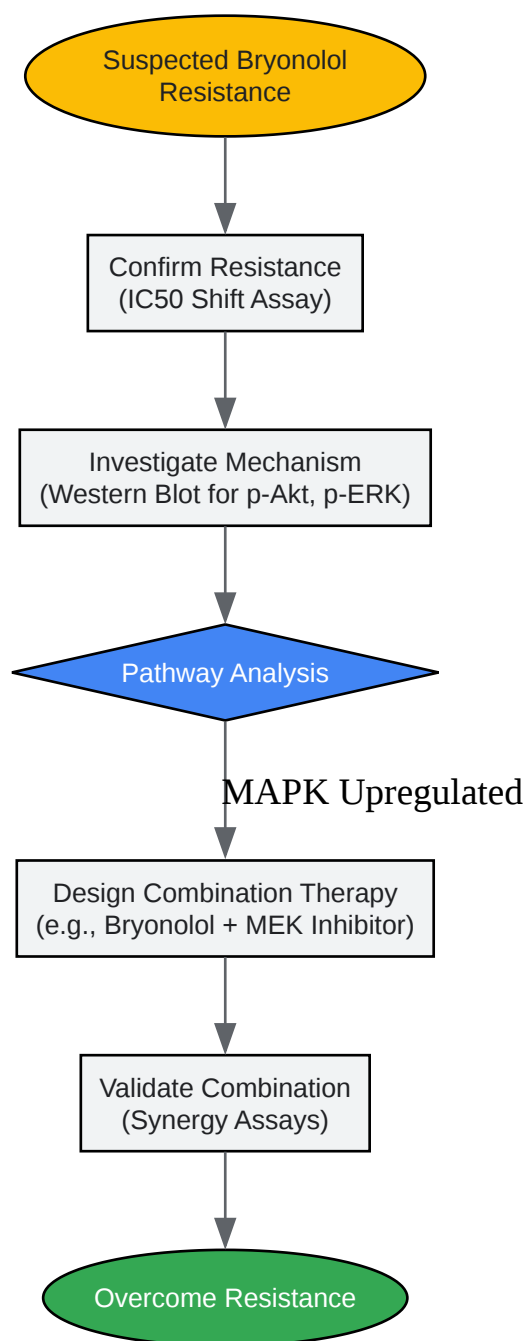 Suspected Bryonolol
Resistance
Confirm Resistance
(IC50 Shift Assay)
Investigate Mechanism
(Western Blot for p-Akt, p-ERK)
Pathway Analysis
MAPK Upregulated
Design Combination Therapy
(e.g., Bryonolol + MEK Inhibitor)
Validate Combination
(Synergy Assays)
Overcome Resistance